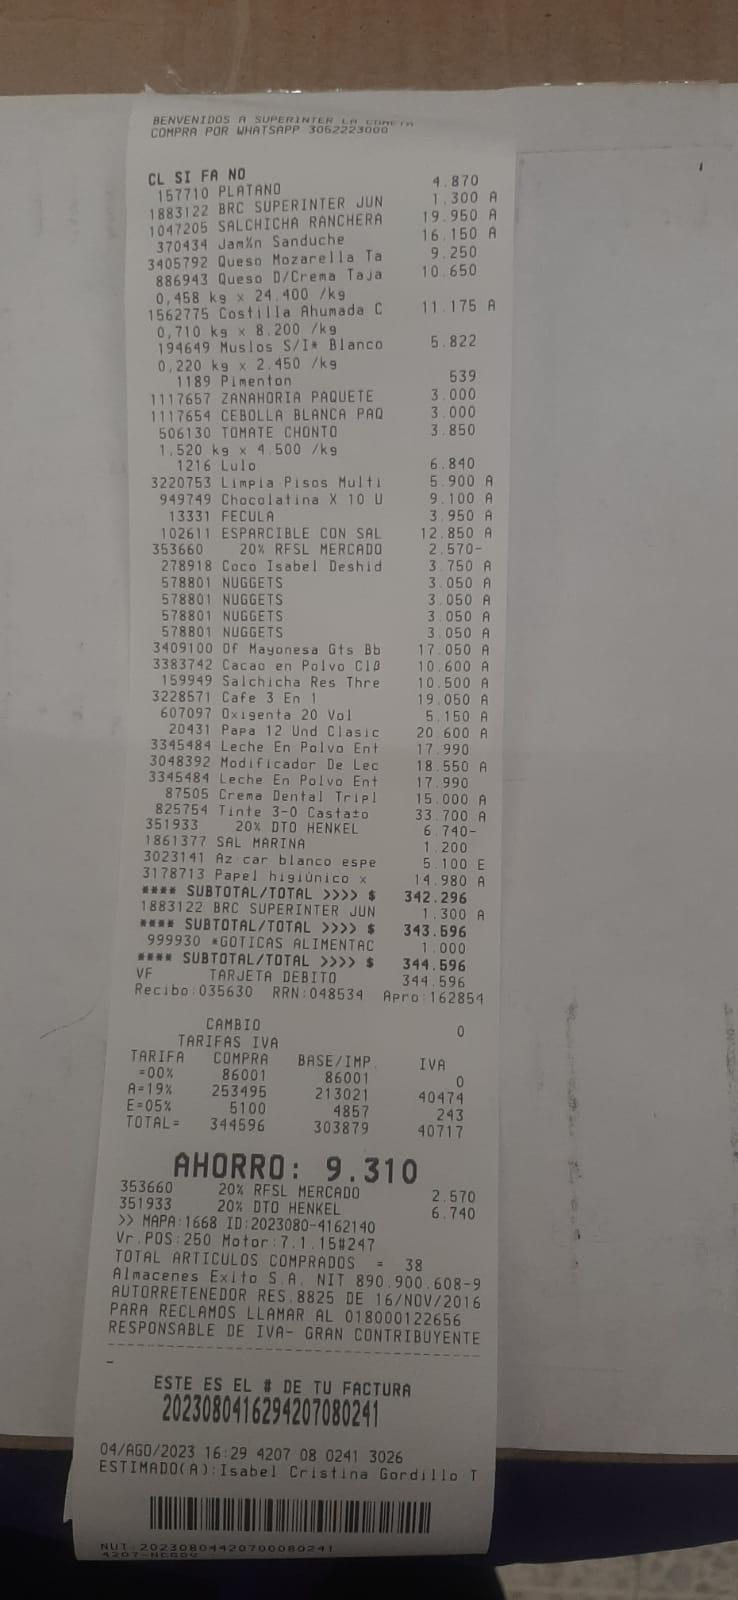 BENVENIDOS A SUPERINTER LA COMETA
COMPRA POR WHATSAPP 3052223000
CL SI FA NO
157710 PLATANO 4.870
1883122 BRC SUPERINTER JUN 1.300 A
1047205 SALCHICHA RANCHERA 19.950 A
370434 Jam%n Sanduche 16.150 A
3405792 Queso Mozarella Ta 9.250
886943 Queso D/Crema Taja 10.650
0,458 kg x 24.400 /kg
1562775 Costilla Ahumada C 11.175 A
0,710 kg x 8.200 /kg
194649 Muslos S/I* Blanco 5.822
0,220 kg x 2.450 /kg
1189 Pimenton 539
1117657 ZANAHORIA PAQUETE 3.000
1117654 CEBOLLA BLANCA PAQ 3.000
506130 TOMATE CHONTO 3.850
1,520 kg x 4.500 /kg
1216 Lulo 6.840
3220753 Limpia Pisos Multi 5.900 A
949749 Chocolatina X 10 U 9.100 A
13331 FECULA 3.950 A
102611 ESPARCIBLE CON SAL 12.850 A
353660 20% RFSL MERCADO 2.570-
278918 Coco Isabel Deshid 3.750 A
578801 NUGGETS 3.050 A
578801 NUGGETS 3.050 A
578801 NUGGETS 3.050 A
578801 NUGGETS 3.050 A
3409100 Of Mayonesa Gts Bb 17.050 A
3383742 Cacao en Polvo Clß 10.600 A
159949 Salchicha Res Thre 10.500 A
3228571 Cafe 3 En 1 19.050 A
607097 Oxigenta 20 Vol 5.150 A
20431 Papa 12 Und Clasic 20.600 A
3345484 Leche En Polvo Ent 17.990
3048392 Modificador De Lec 18.550 A
3345484 Leche En Polvo Ent 17.990
87505 Crema Dental Tripl 15.000 A
825754 Tinte 3-0 Casta±o 33.700 A
351933 20% DTO HENKEL 6.740-
1861377 SAL MARINA 1.200
3023141 Az·car blanco espe 5.100 E
3178713 Papel higiúnico x 14.980 A
**** SUBTOTAL/TOTAL >>>> $ 342.296
1883122 BRC SUPERINTER JUN 1.300 A
**** SUBTOTAL/TOTAL >>>> $ 343.596
999930 *GOTICAS ALIMENTAC 1.000
**** SUBTOTAL/TOTAL >>>> $ 344.596
VF TARJETA DEBITO 344.596
Recibo:035630 RRN:048534 Apro:162854
CAMBIO 0
TARIFAS IVA
TARIFA COMPRA BASE/IMP. IVA
=00% 86001 86001 0
A=19% 253495 213021 40474
E=05% 5100 4857 243
TOTAL= 344596 303879 40717
AHORRO: 9.310
353660 20% RFSL MERCADO 2.570
351933 20% DTO HENKEL 6.740
>> MAPA:1668 ID:2023080-4162140
Vr.POS:250 Motor:7.1.15#247
TOTAL ARTICULOS COMPRADOS = 38
Almacenes Exito S.A. NIT 890.900.608-9
AUTORRETENEDOR RES.8825 DE 16/NOV/2016
PARA RECLAMOS LLAMAR AL 018000122656
RESPONSABLE DE IVA- GRAN CONTRIBUYENTE
----------------------------------------
-
ESTE ES EL # DE TU FACTURA
2023080416294207080241
04/AGO/2023 16:29 4207 08 0241 3026
ESTIMADO(A):Isabel Cristina Gordillo T
NUT:20230804420700080241